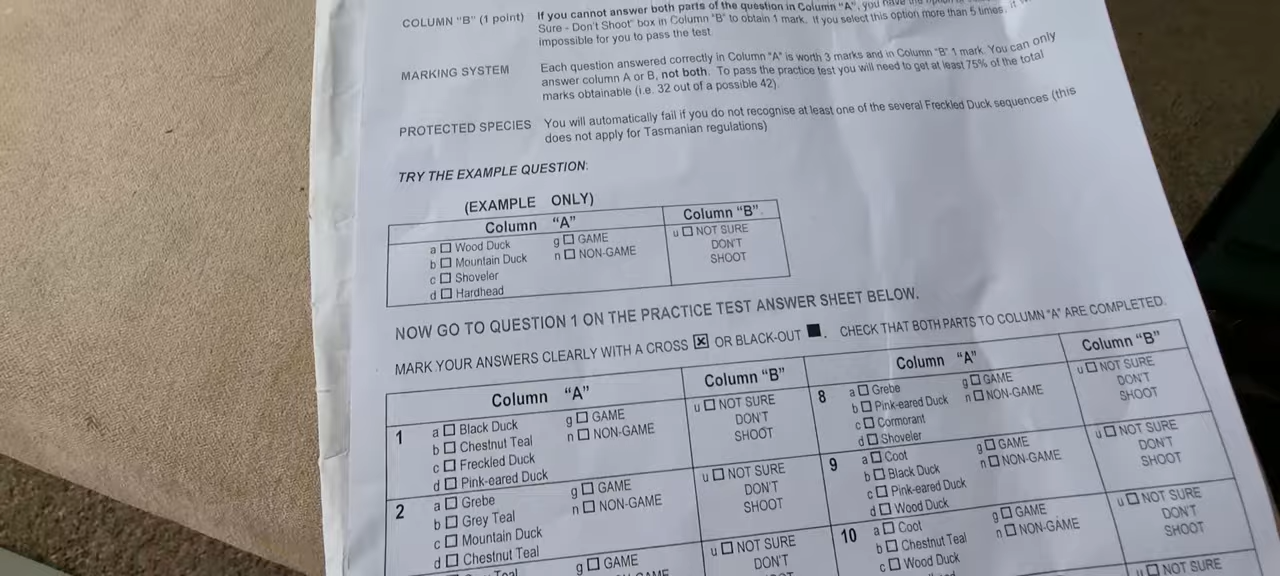 COLUMN "B" (1 point) If you cannot answer both parts of the question in Column "A", you have the option
Sure - Don't Shoot" box in Column "B" to obtain 1 mark. If you select this option more than 5 times, it
impossible for you to pass the test
MARKING SYSTEM Each question answered correctly in Column "A" is worth 3 marks and in Column "B" 1 mark. You can only
answer column A or B, not both. To pass the practice test you will need to get at least 75% of the total
marks obtainable (i.e. 32 out of a possible 42).
PROTECTED SPECIES You will automatically fail if you do not recognise at least one of the several Freckled Duck sequences (this
does not apply for Tasmanian regulations)
TRY THE EXAMPLE QUESTION:
(EXAMPLE ONLY)
Column "A" Column "B"
a ☐ Wood Duck g ☐ GAME u ☐ NOT SURE
b ☐ Mountain Duck n ☐ NON-GAME DON'T
c ☐ Shoveler SHOOT
d ☐ Hardhead
NOW GO TO QUESTION 1 ON THE PRACTICE TEST ANSWER SHEET BELOW.
MARK YOUR ANSWERS CLEARLY WITH A CROSS ☒ OR BLACK-OUT ■. CHECK THAT BOTH PARTS TO COLUMN "A" ARE COMPLETED.
Column "A" Column "B"
1 a ☐ Black Duck g ☐ GAME u ☐ NOT SURE
b ☐ Chestnut Teal n ☐ NON-GAME DON'T
c ☐ Freckled Duck SHOOT
d ☐ Pink-eared Duck
2 a ☐ Grebe g ☐ GAME u ☐ NOT SURE
b ☐ Grey Teal n ☐ NON-GAME DON'T
c ☐ Mountain Duck SHOOT
d ☐ Chestnut Teal
Teal g ☐ GAME u ☐ NOT SURE
DON'T
Column "A" Column "B"
8 a ☐ Grebe g ☐ GAME u ☐ NOT SURE
b ☐ Pink-eared Duck n ☐ NON-GAME DON'T
c ☐ Cormorant SHOOT
d ☐ Shoveler
9 a ☐ Coot g ☐ GAME u ☐ NOT SURE
b ☐ Black Duck n ☐ NON-GAME DON'T
c ☐ Pink-eared Duck SHOOT
d ☐ Wood Duck
10 a ☐ Coot g ☐ GAME u ☐ NOT SURE
b ☐ Chestnut Teal n ☐ NON-GAME DON'T
c ☐ Wood Duck SHOOT
u ☐ NOT SURE